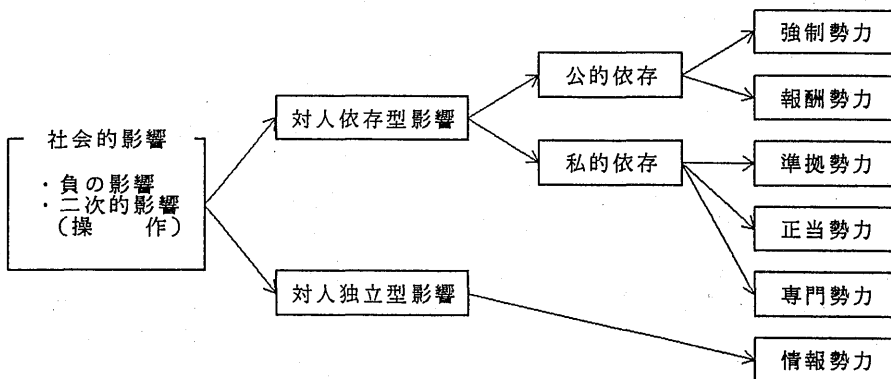 社会的影響
・負の影響
・二次的影響
（操　作）
対人依存型影響
対人独立型影響
公的依存
私的依存
強制勢力
報酬勢力
準拠勢力
正当勢力
専門勢力
情報勢力